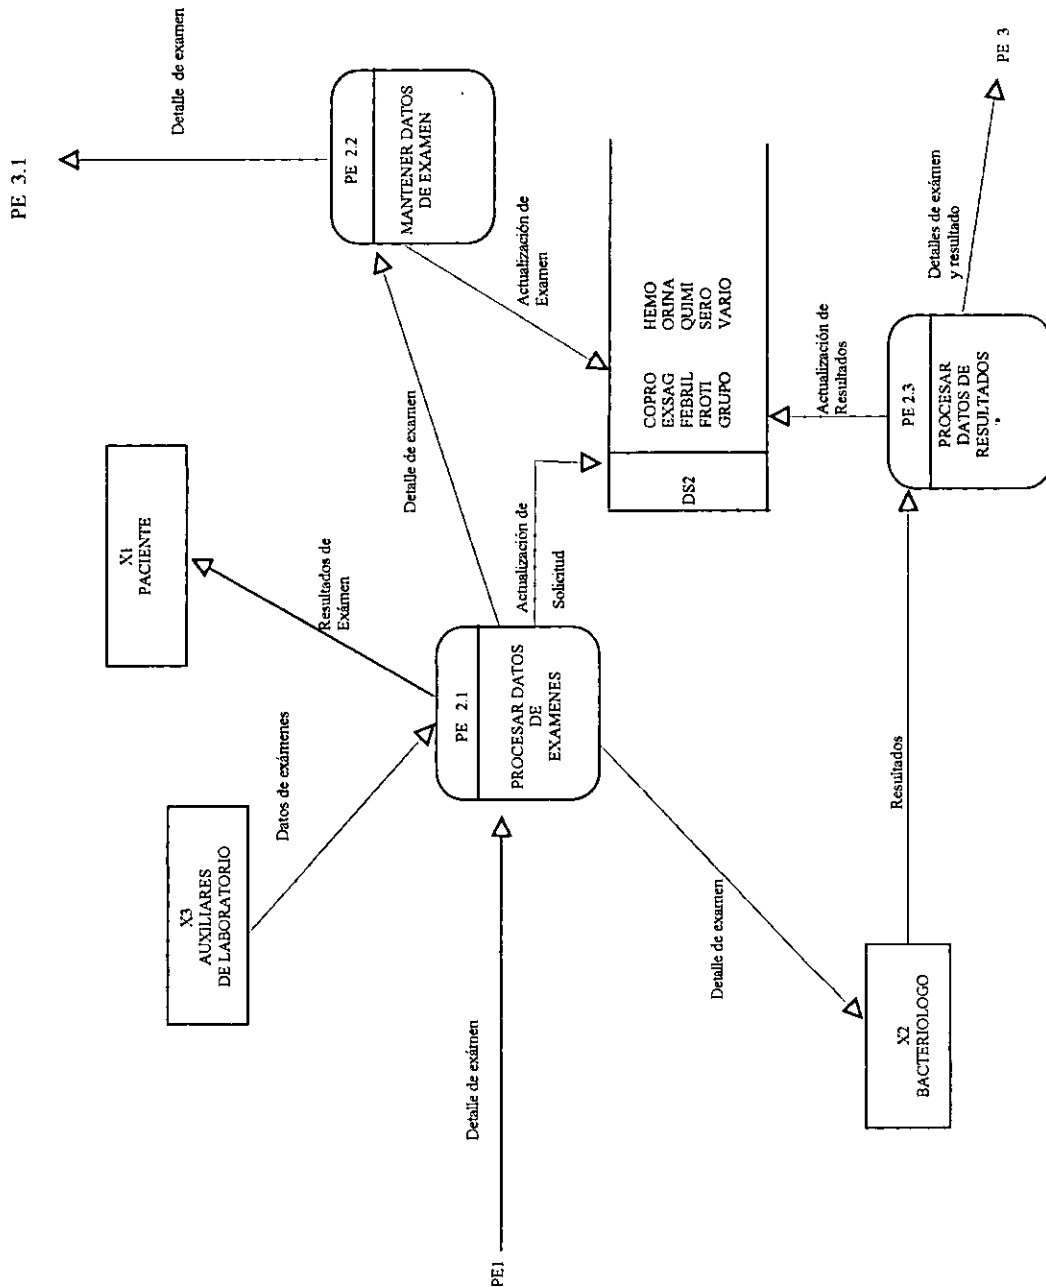 PE 3.1
Detalle de examen
PE 2.2
MANTENER DATOS
DE EXAMEN
X1
PACIENTE
Resultados de
Exámen
Detalle de examen
Actualización de
Examen
X3
AUXILIARES
DE LABORATORIO
Datos de exámenes
PE 2.1
PROCESAR DATOS
DE
EXAMENES
Actualización de
Solicitud
DS2
COPRO HEMO
EXSAG ORINA
FEBRIL QUIMI
FROTI SERO
GRUPO VARIO
PE1
Detalle de exámen
Detalle de examen
X2
BACTERIOLOGO
Resultados
Actualización de
Resultados
PE 2.3
PROCESAR
DATOS DE
RESULTADOS
Detalles de exámen
y resultado
PE 3